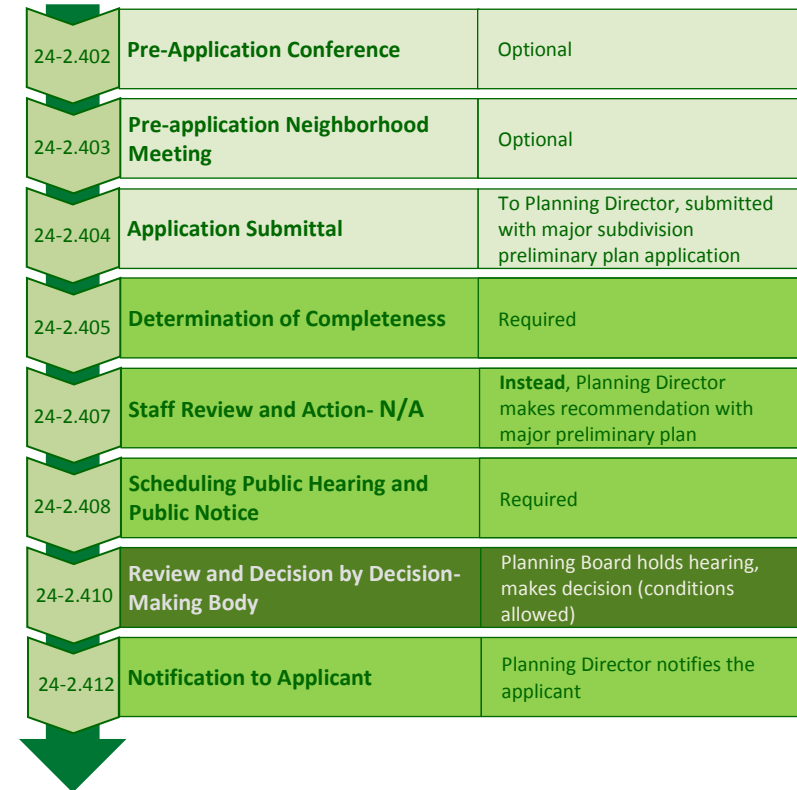 24-2.402
Pre-Application Conference
Optional
24-2.403
Pre-application Neighborhood
Meeting
Optional
24-2.404
Application Submittal
To Planning Director, submitted
with major subdivision
preliminary plan application
24-2.405
Determination of Completeness
Required
24-2.407
Staff Review and Action- N/A
Instead, Planning Director
makes recommendation with
major preliminary plan
24-2.408
Scheduling Public Hearing and
Public Notice
Required
24-2.410
Review and Decision by Decision-
Making Body
Planning Board holds hearing,
makes decision (conditions
allowed)
24-2.412
Notification to Applicant
Planning Director notifies the
applicant